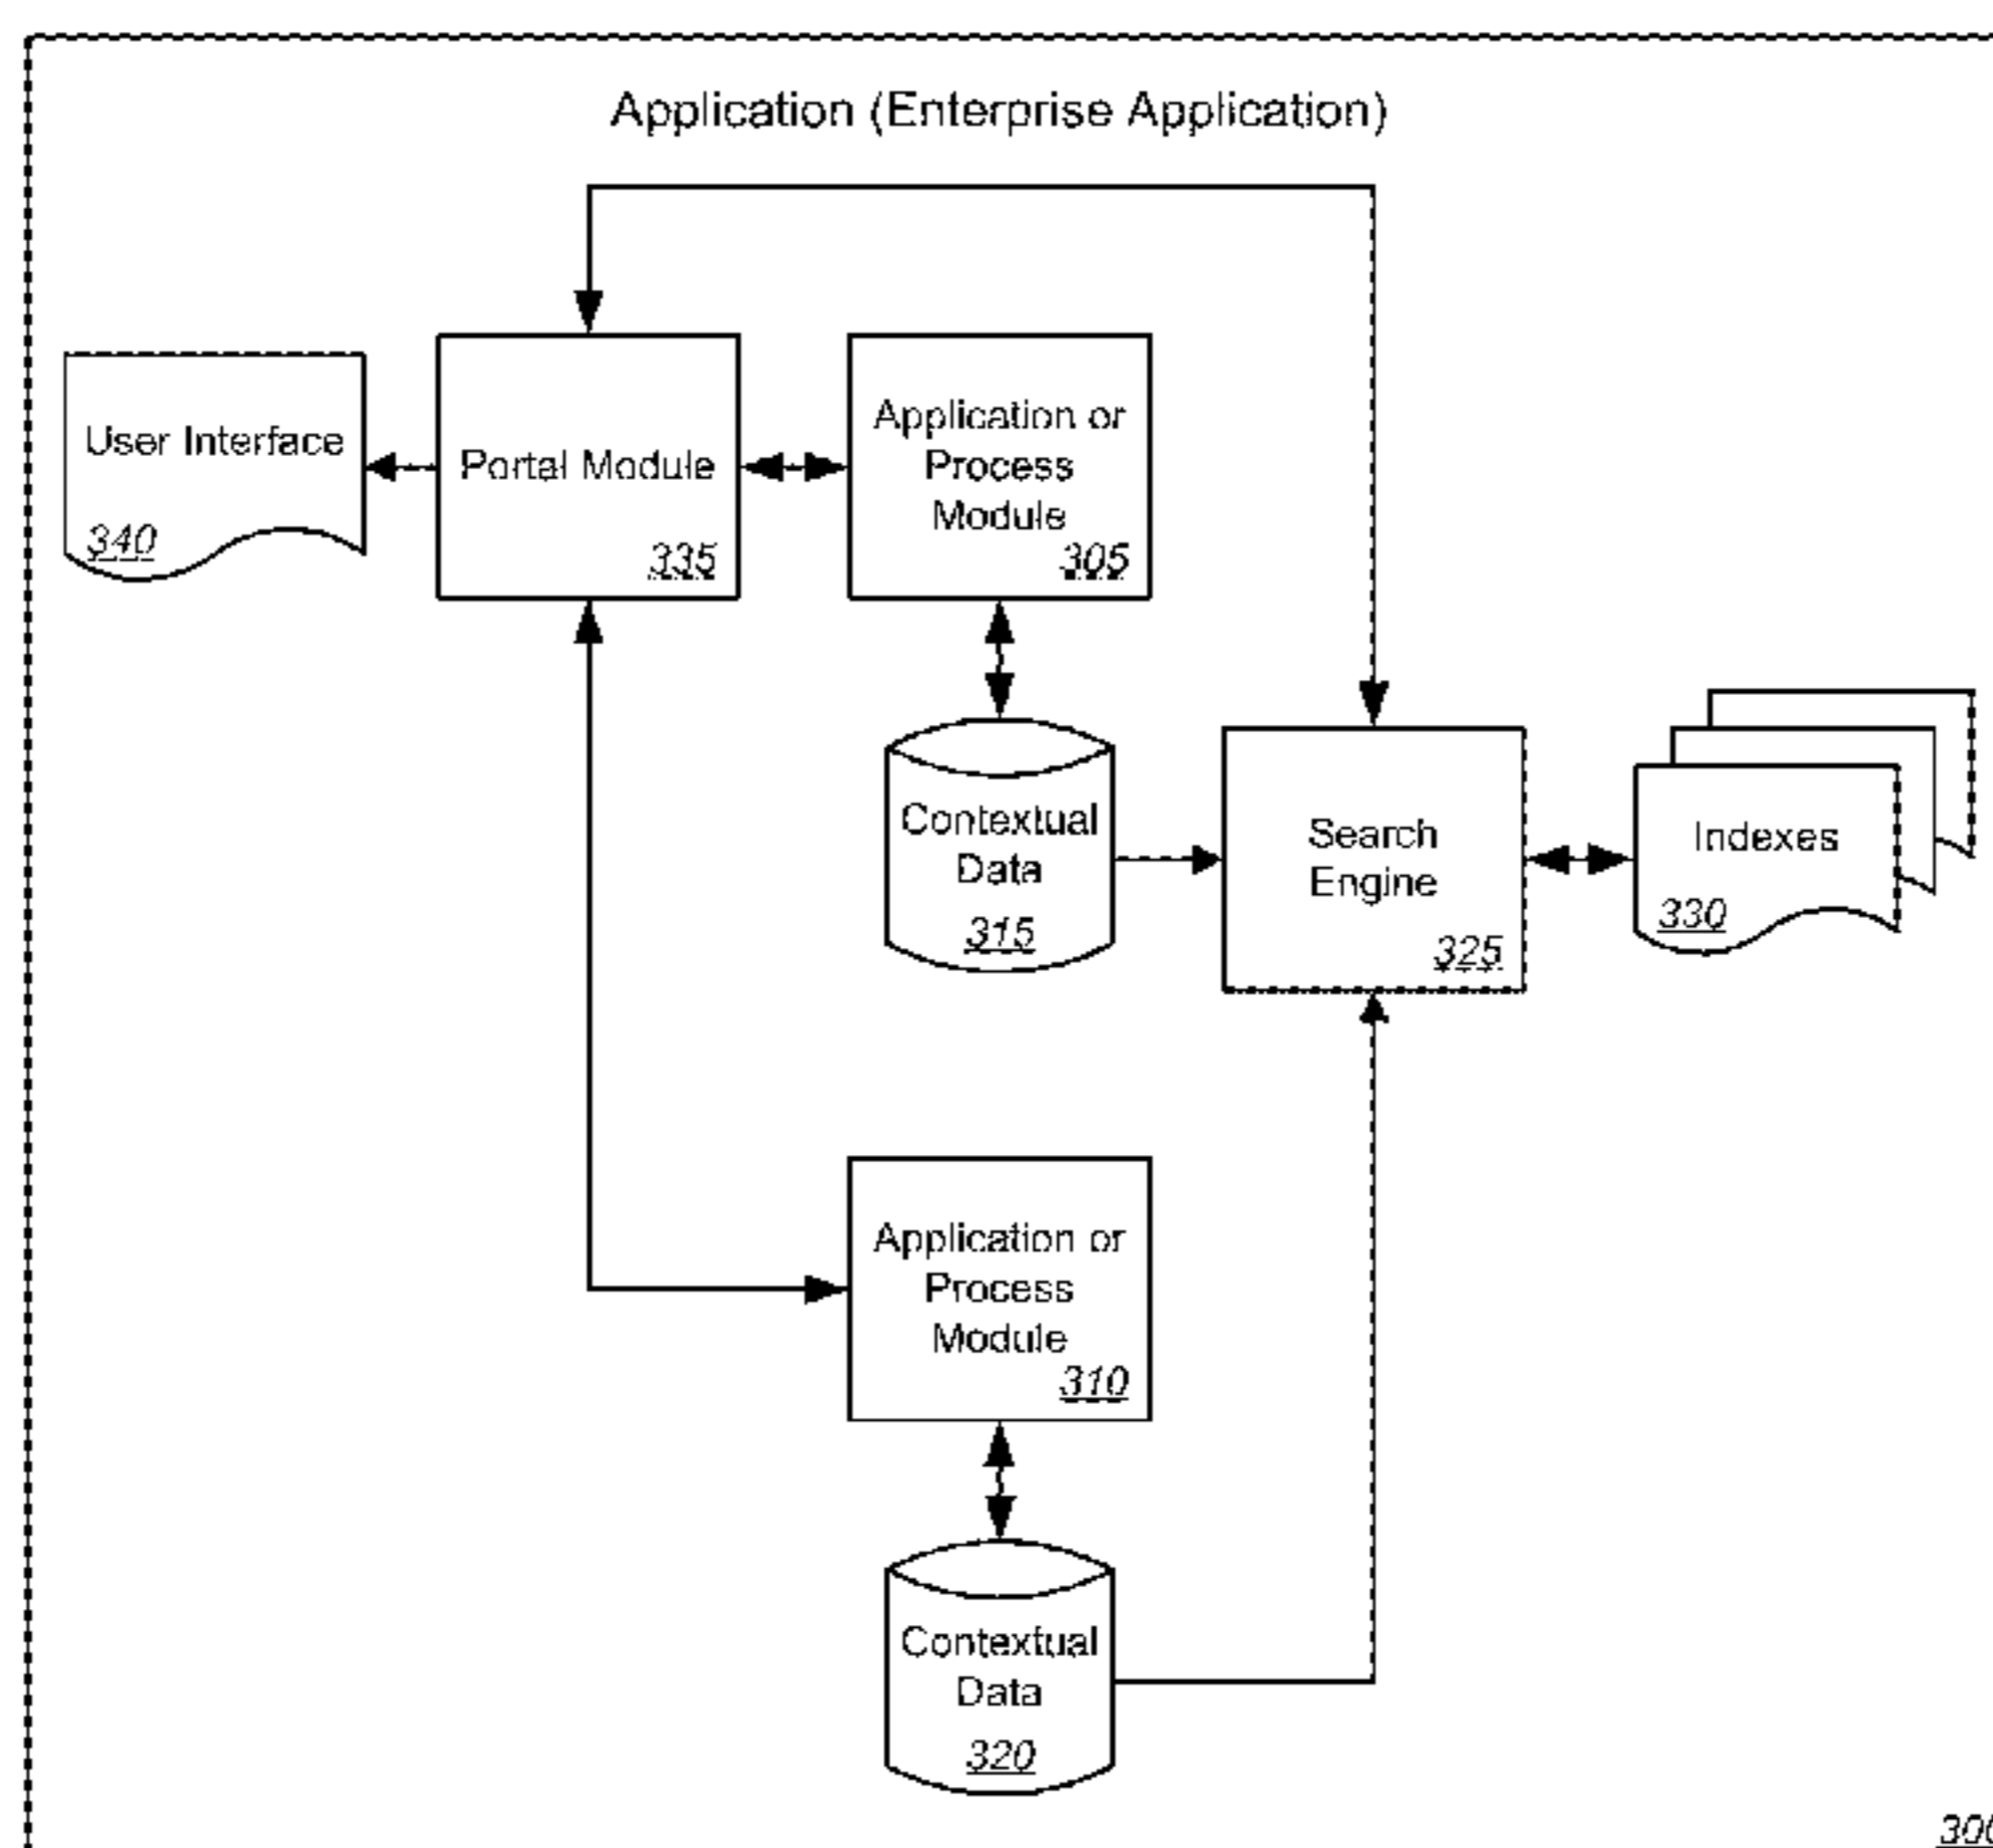 Application (Enterprise Application)
User Interface
340
Portal Module
335
Application or
Process
Module
305
Contextual
Data
315
Search
Engine
325
Indexes
330
Application or
Process
Module
310
Contextual
Data
320
300